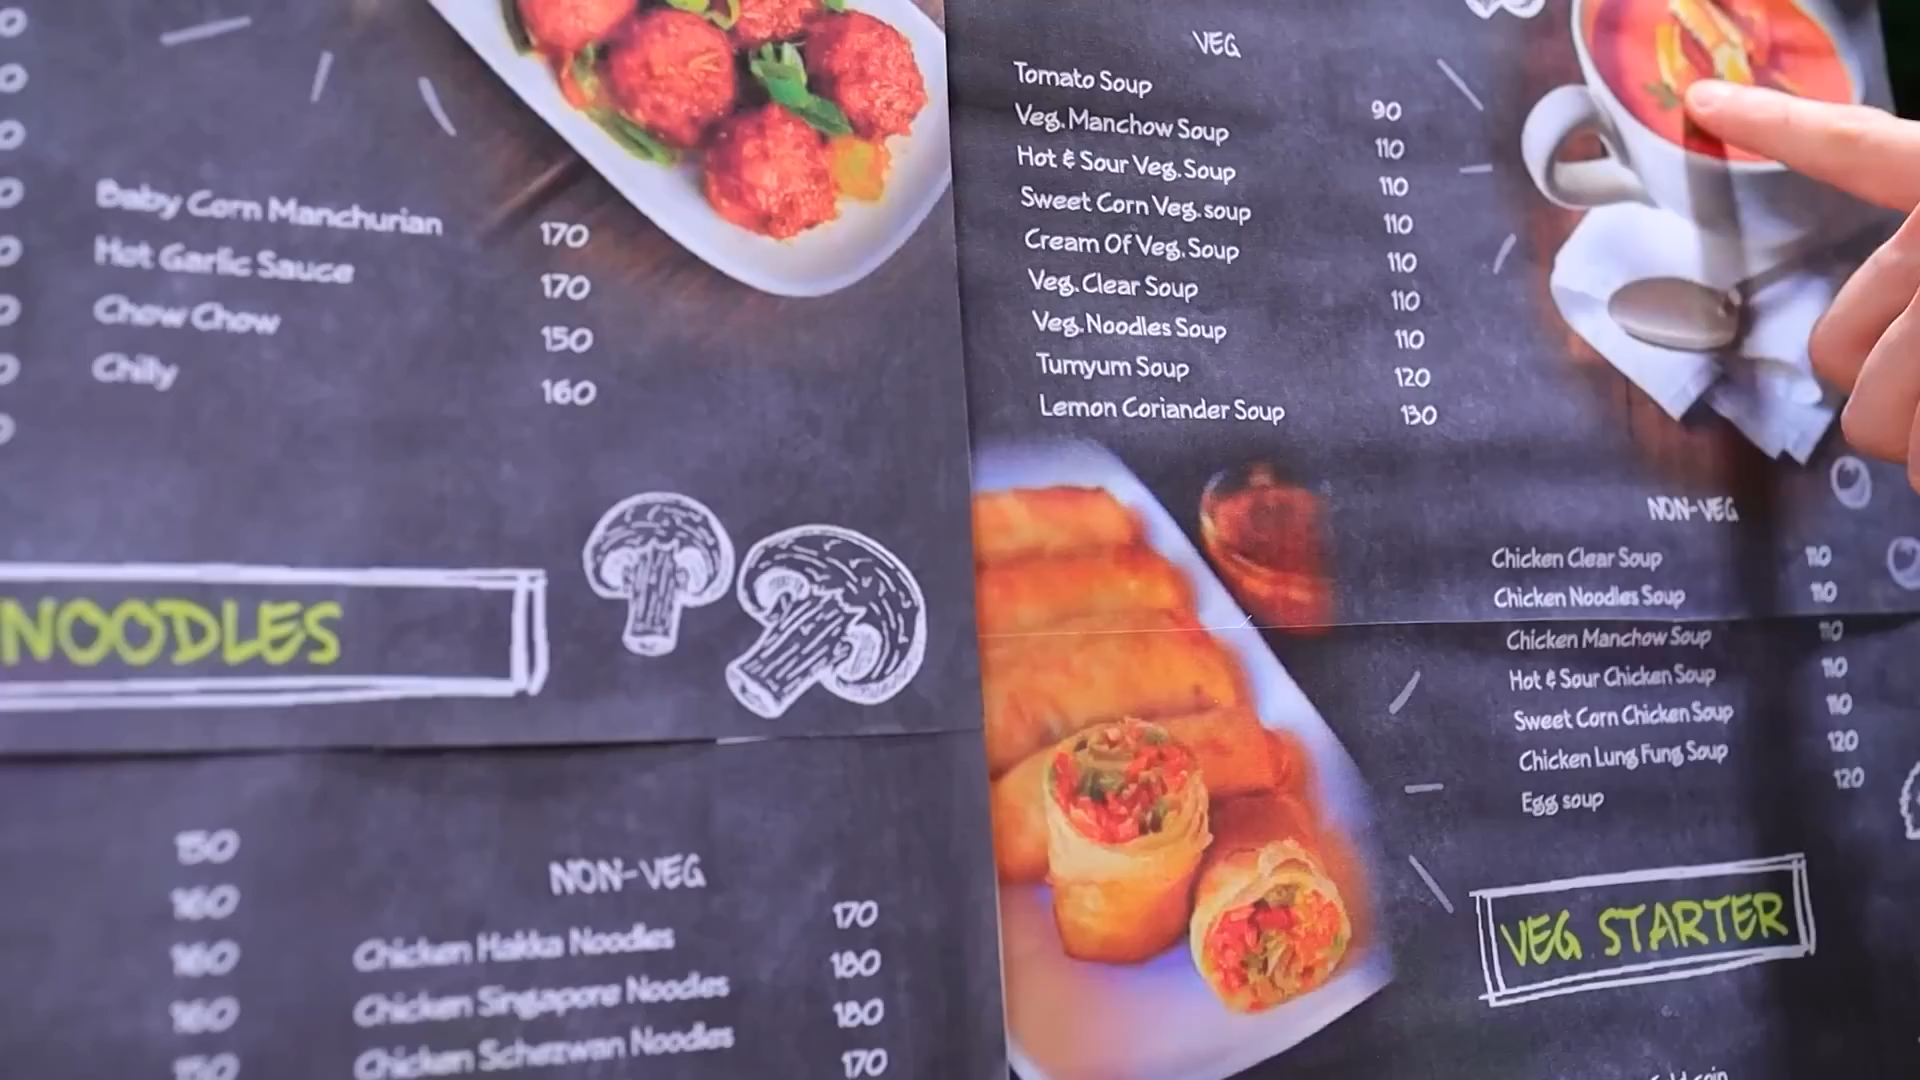 Baby Corn Manchurian 170
Hot Garlic Sauce 170
Chow Chow 150
Chilly 160
NOODLES
150
160
160
160
150
NON-VEG
Chicken Hakka Noodles 170
Chicken Singapore Noodles 180
Chicken Schezwan Noodles 180
170
VEG
Tomato Soup 90
Veg. Manchow Soup 110
Hot & Sour Veg. Soup 110
Sweet Corn Veg. soup 110
Cream Of Veg. Soup 110
Veg. Clear Soup 110
Veg. Noodles Soup 110
Tumyum Soup 120
Lemon Coriander Soup 130
NON-VEG
Chicken Clear Soup 110
Chicken Noodles Soup 110
Chicken Manchow Soup 110
Hot & Sour Chicken Soup 110
Sweet Corn Chicken Soup 110
Chicken Lung Fung Soup 120
Egg soup 120
VEG STARTER